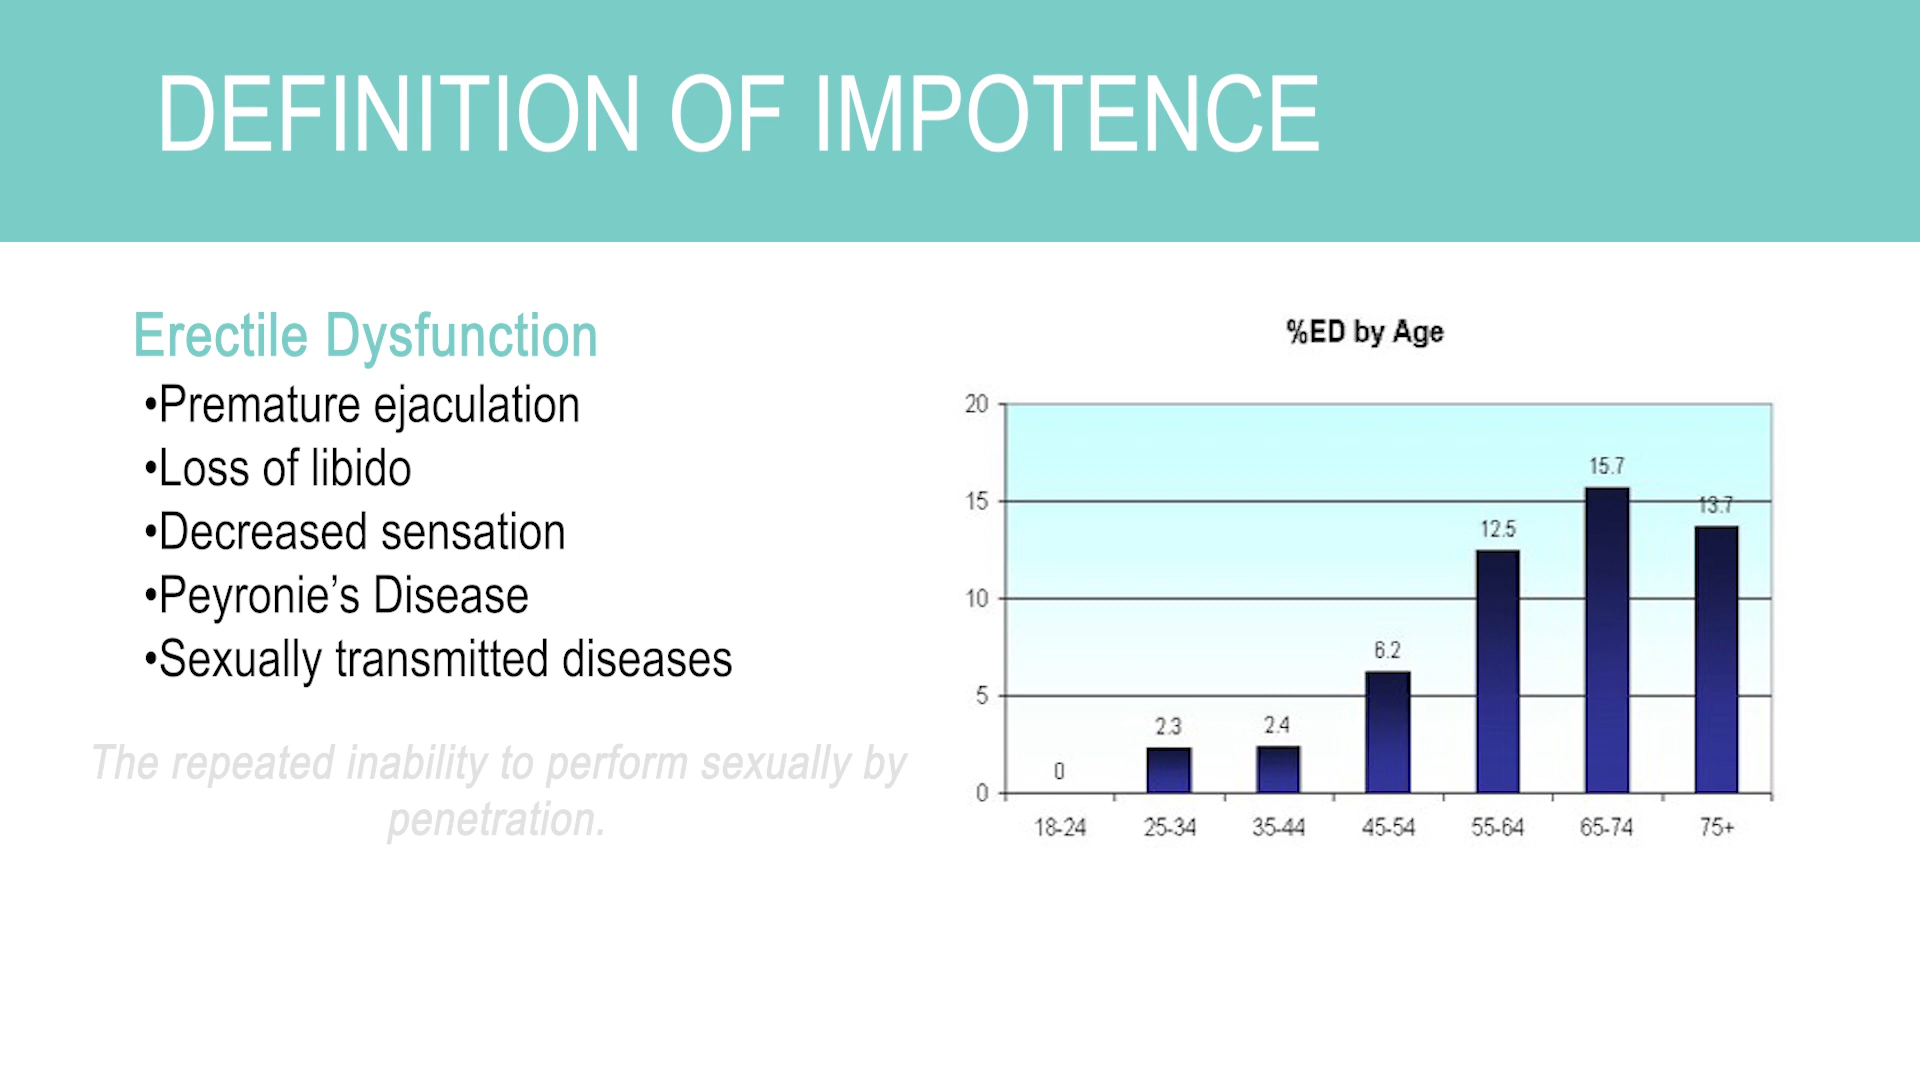 DEFINITION OF IMPOTENCE
Erectile Dysfunction
•Premature ejaculation
•Loss of libido
•Decreased sensation
•Peyronie’s Disease
•Sexually transmitted diseases
The repeated inability to perform sexually by
penetration.
%ED by Age
20
15
10
5
0
0
2.3
2.4
6.2
12.5
15.7
13.7
18-24
25-34
35-44
45-54
55-64
65-74
75+